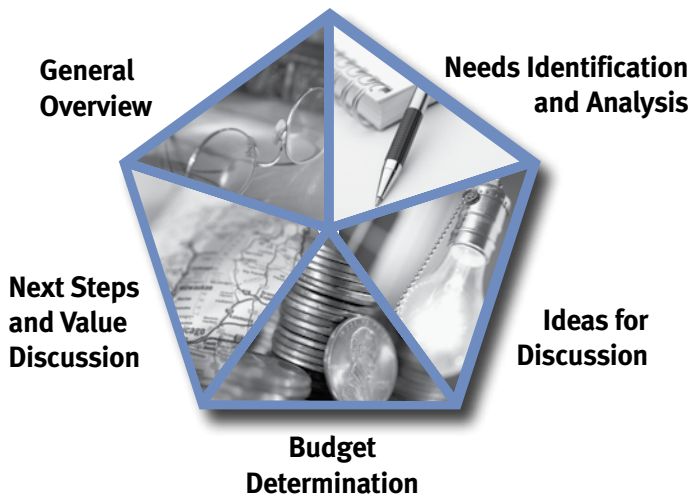 General
Overview
Needs Identification
and Analysis
Ideas for
Discussion
Budget
Determination
Next Steps
and Value
Discussion